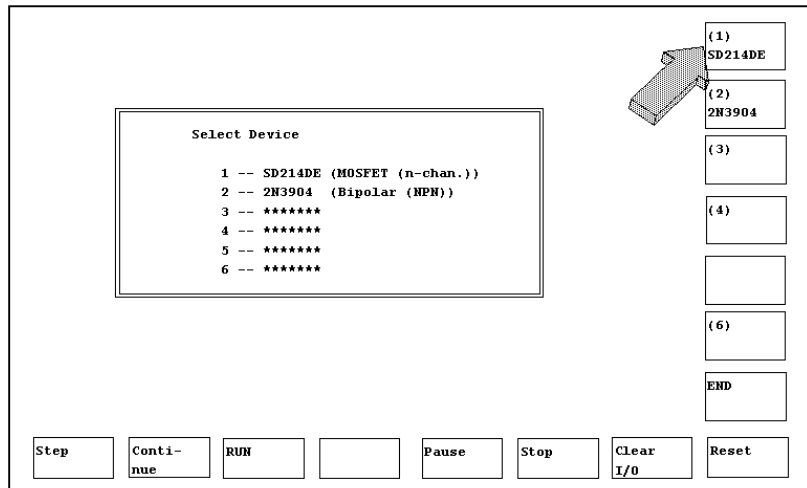 Select Device
1 -- SD214DE (MOSFET (n-chan.))
2 -- 2N3904 (Bipolar (NPN))
3 -- *******
4 -- *******
5 -- *******
6 -- *******
(1)
SD214DE
(2)
2N3904
(3)
(4)
(6)
END
Step
Conti-
nue
RUN
Pause
Stop
Clear
I/O
Reset